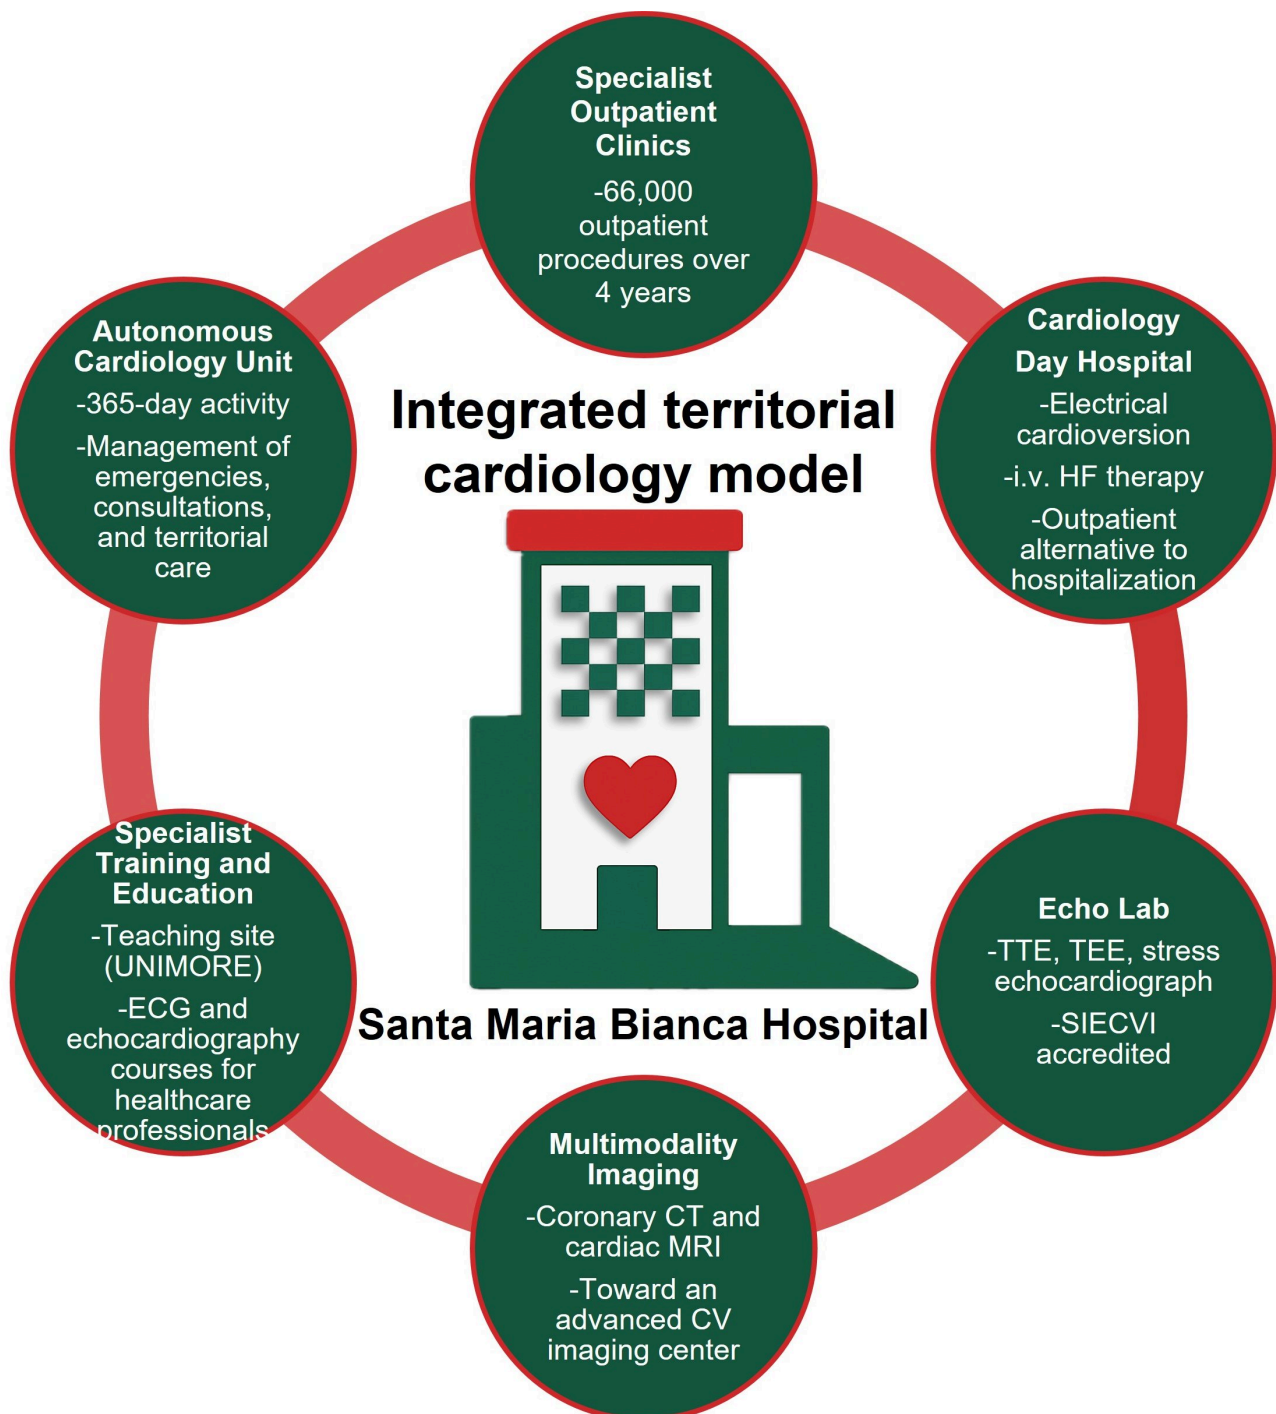 Specialist
Outpatient
Clinics
-66,000
outpatient
procedures over
4 years
Cardiology
Day Hospital
-Electrical
cardioversion
-i.v. HF therapy
-Outpatient
alternative to
hospitalization
Echo Lab
-TTE, TEE, stress
echocardiograph
-SIECVI
accredited
Multimodality
Imaging
-Coronary CT and
cardiac MRI
-Toward an
advanced CV
imaging center
Specialist
Training and
Education
-Teaching site
(UNIMORE)
-ECG and
echocardiography
courses for
healthcare
professionals
Autonomous
Cardiology Unit
-365-day activity
-Management of
emergencies,
consultations,
and territorial
care
Integrated territorial
cardiology model
Santa Maria Bianca Hospital